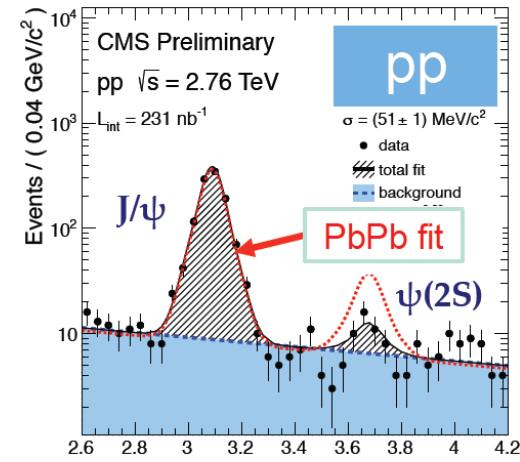 10⁴
CMS Preliminary
pp
pp √s = 2.76 TeV
L_int = 231 nb⁻¹
σ = (51 ± 1) MeV/c²
data
total fit
background
10³
Events / ( 0.04 GeV/c² )
J/ψ
10²
PbPb fit
ψ(2S)
10
2.6 2.8 3 3.2 3.4 3.6 3.8 4 4.2